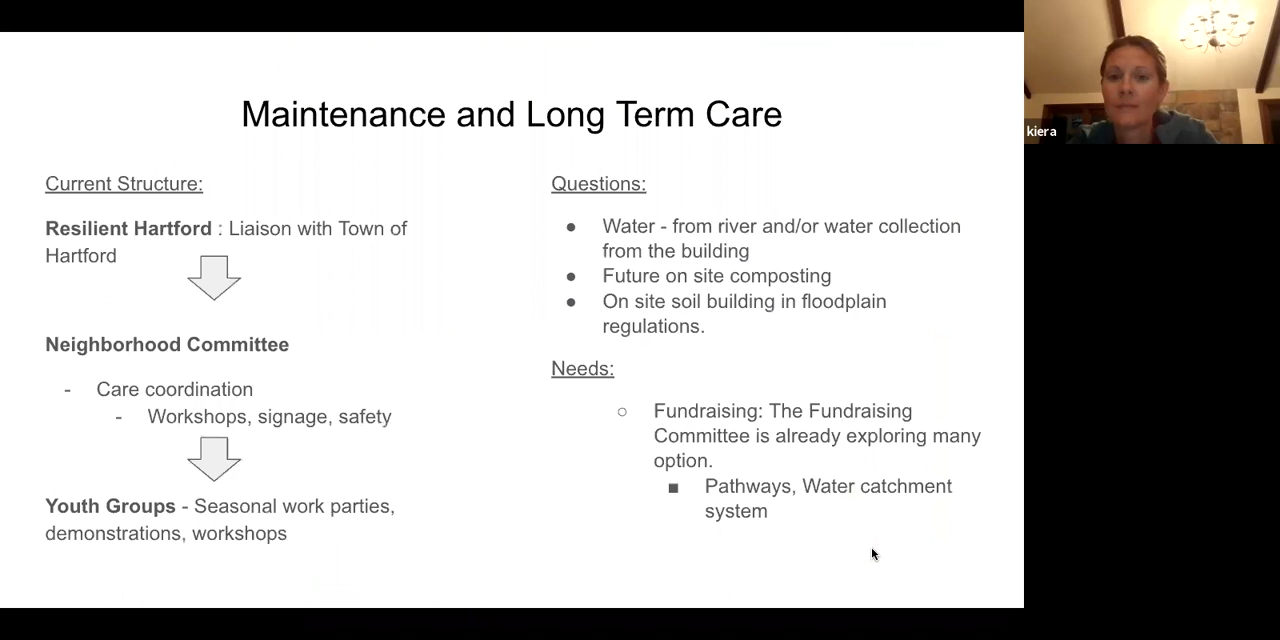 Maintenance and Long Term Care
Current Structure:
Resilient Hartford : Liaison with Town of
Hartford
Neighborhood Committee
- Care coordination
- Workshops, signage, safety
Youth Groups - Seasonal work parties,
demonstrations, workshops
Questions:
● Water - from river and/or water collection
from the building
● Future on site composting
● On site soil building in floodplain
regulations.
Needs:
○ Fundraising: The Fundraising
Committee is already exploring many
option.
■ Pathways, Water catchment
system
kiera